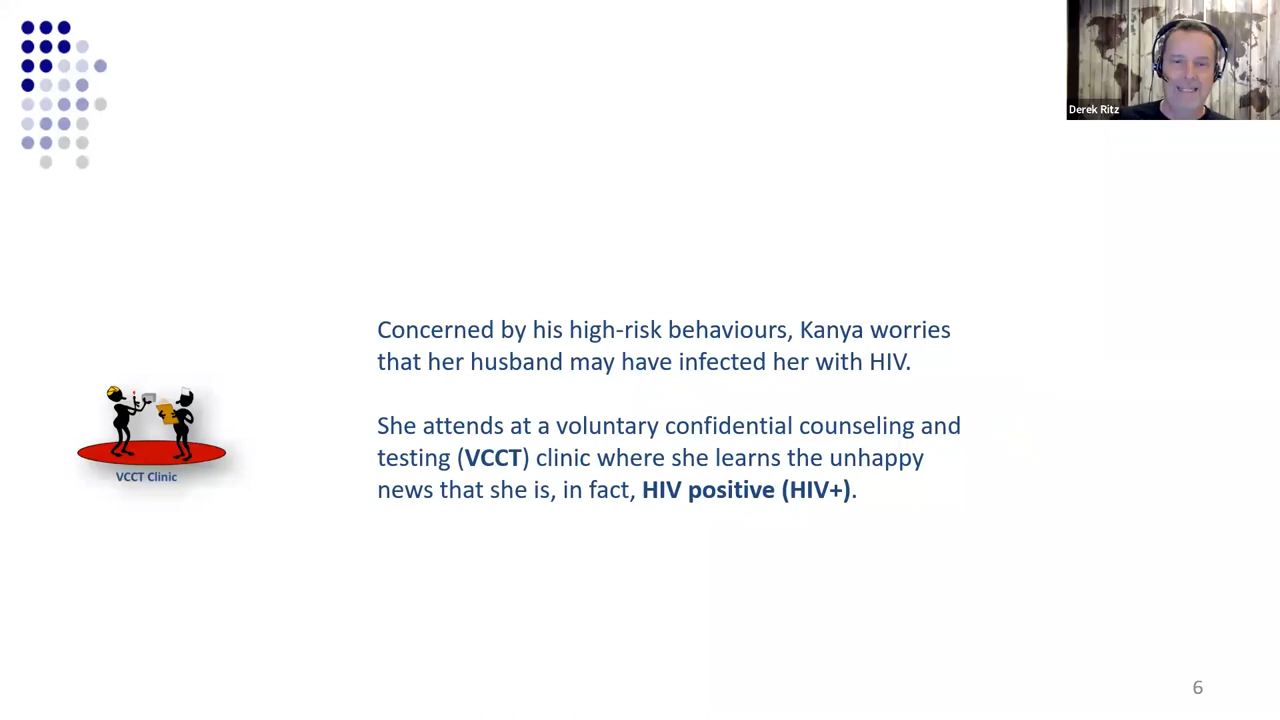 Derek Ritz
Concerned by his high-risk behaviours, Kanya worries
that her husband may have infected her with HIV.
She attends at a voluntary confidential counseling and
testing (VCCT) clinic where she learns the unhappy
news that she is, in fact, HIV positive (HIV+).
VCCT Clinic
6